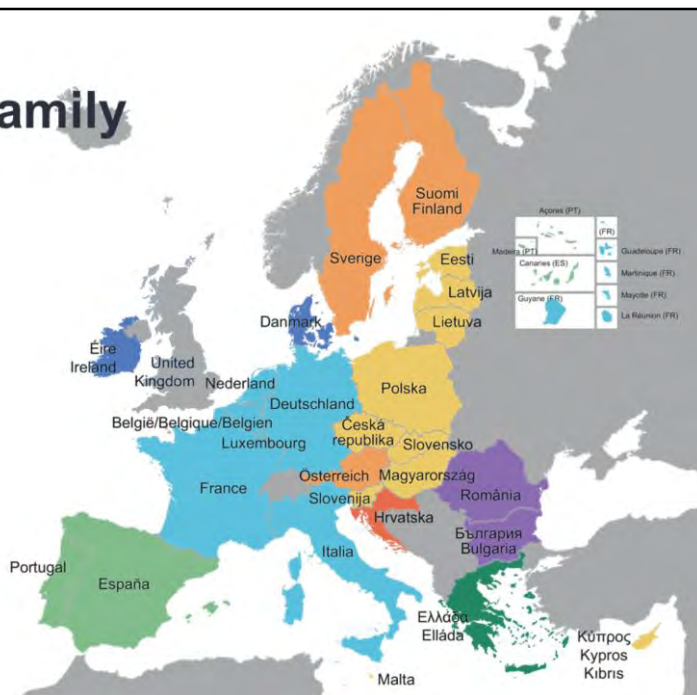 amily
Suomi
Finland
Sverige
Eesti
Latvija
Lietuva
Danmark
Éire
Ireland
United
Kingdom
Nederland
Deutschland
Polska
België/Belgique/Belgien
Luxembourg
Česká
republika
Slovensko
Österreich
Magyarország
France
Slovenija
România
Hrvatska
Italia
България
Bulgaria
Portugal
España
Ελλάδα
Elláda
Κύπρος
Kypros
Kıbrıs
Malta
Açores (PT)
(FR)
Madeira (PT)
Guadeloupe (FR)
Canarias (ES)
Martinique (FR)
Guyane (FR)
Mayotte (FR)
La Réunion (FR)